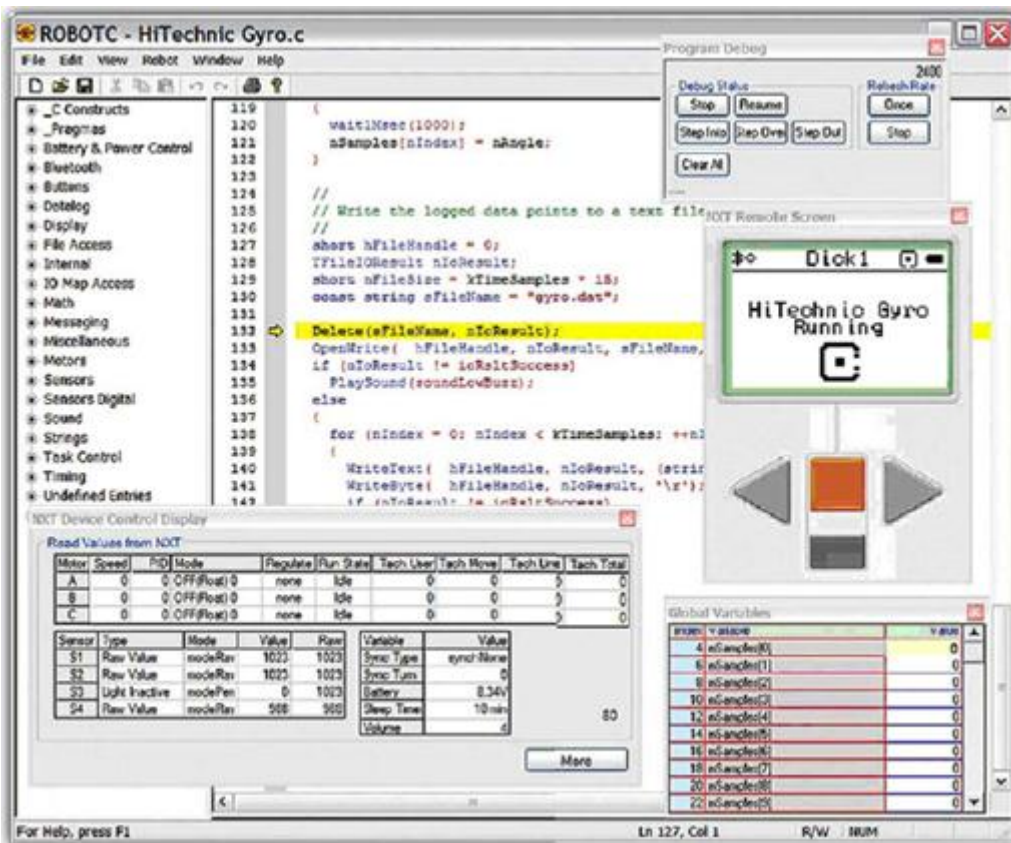 ROBOTC - HiTechnic Gyro.c
File Edit View Robot Window Help
_C Constructs
_Pragmas
Battery & Power Control
Bluetooth
Buttons
Datalog
Display
File Access
Internal
IO Map Access
Math
Messaging
Miscellaneous
Motors
Sensors
Sensors Digital
Sound
Strings
Task Control
Timing
Undefined Entries
119 {
120 wait1Msec(1000);
121 nSamples[nIndex] = nAngle;
122 }
123
124 //
125 // Write the logged data points to a text file
126 //
127 short hFileHandle = 0;
128 TFileIOResult nIoResult;
129 short nFileSize = kTimeSamples * 15;
130 const string sFileName = "gyro.dat";
131
132 Delete(sFileName, nIoResult);
133 OpenWrite( hFileHandle, nIoResult, sFileName,
134 if (nIoResult != ioRsltSuccess)
135 PlaySound(soundLowBuzz);
136 else
137 {
138 for (nIndex = 0; nIndex < kTimeSamples; ++nI
139 {
140 WriteText( hFileHandle, nIoResult, (strin
141 WriteByte( hFileHandle, nIoResult, '\r');
142 if (nIoResult != ioRsltSuccess)
Program Debug
2400
Debug Status Refresh Rate
Stop Resume Once
Step Into Step Over Step Out Stop
Clear All
NXT Remote Screen
Dick1
HiTechnic Gyro
Running
NXT Device Control Display
Read Values from NXT
Motor Speed PID Mode Regulate Run State Tach User Tach Move Tach Limit Tach Total
A 0 0 OFF(Float) 0 none Idle 0 0 0 0
B 0 0 OFF(Float) 0 none Idle 0 0 0 0
C 0 0 OFF(Float) 0 none Idle 0 0 0 0
Sensor Type Mode Value Raw
S1 Raw Value modeRaw 1023 1023
S2 Raw Value modeRaw 1023 1023
S3 Light Inactive modePer 0 1023
S4 Raw Value modeRaw 588 588
Variable Value
Sync Type synchNone
Sync Turn 0
Battery 8.34V
Sleep Time 10 min
Volume 4
80
More
Global Variables
Index Variable Value
4 nSamples[0] 0
6 nSamples[1] 0
8 nSamples[2] 0
10 nSamples[3] 0
12 nSamples[4] 0
14 nSamples[5] 0
16 nSamples[6] 0
18 nSamples[7] 0
20 nSamples[8] 0
22 nSamples[9] 0
For Help, press F1
Ln 127, Col 1 R/W NUM